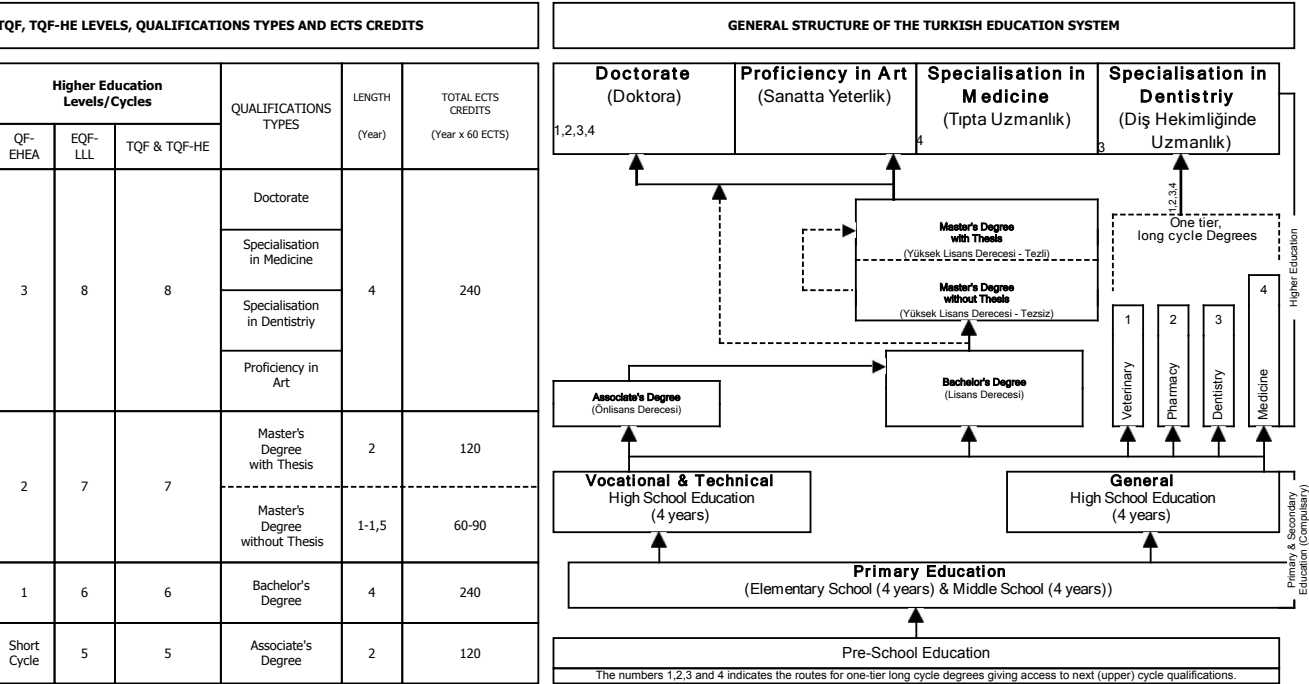 TQF, TQF-HE LEVELS, QUALIFICATIONS TYPES AND ECTS CREDITS
Higher Education
Levels/Cycles
QUALIFICATIONS
TYPES
LENGTH
(Year)
TOTAL ECTS
CREDITS
(Year x 60 ECTS)
QF-
EHEA
EQF-
LLL
TQF & TQF-HE
3
8
8
Doctorate
Specialisation
in Medicine
Specialisation
in Dentistriy
Proficiency in
Art
4
240
2
7
7
Master's
Degree
with Thesis
2
120
Master's
Degree
without Thesis
1-1,5
60-90
1
6
6
Bachelor's
Degree
4
240
Short
Cycle
5
5
Associate's
Degree
2
120
GENERAL STRUCTURE OF THE TURKISH EDUCATION SYSTEM
Doctorate
(Doktora)
1,2,3,4
Proficiency in Art
(Sanatta Yeterlik)
Specialisation in
Medicine
(Tıpta Uzmanlık)
4
Specialisation in
Dentistriy
(Diş Hekimliğinde
Uzmanlık)
3
1,2,3,4
One tier,
long cycle Degrees
Master's Degree
with Thesis
(Yüksek Lisans Derecesi - Tezli)
Master's Degree
without Thesis
(Yüksek Lisans Derecesi - Tezsiz)
Associate's Degree
(Önlisans Derecesi)
Bachelor's Degree
(Lisans Derecesi)
1
Veterinary
2
Pharmacy
3
Dentistry
4
Medicine
Higher Education
Vocational & Technical
High School Education
(4 years)
General
High School Education
(4 years)
Primary Education
(Elementary School (4 years) & Middle School (4 years))
Primary & Secondary
Education (Compulsary)
Pre-School Education
The numbers 1,2,3 and 4 indicates the routes for one-tier long cycle degrees giving access to next (upper) cycle qualifications.